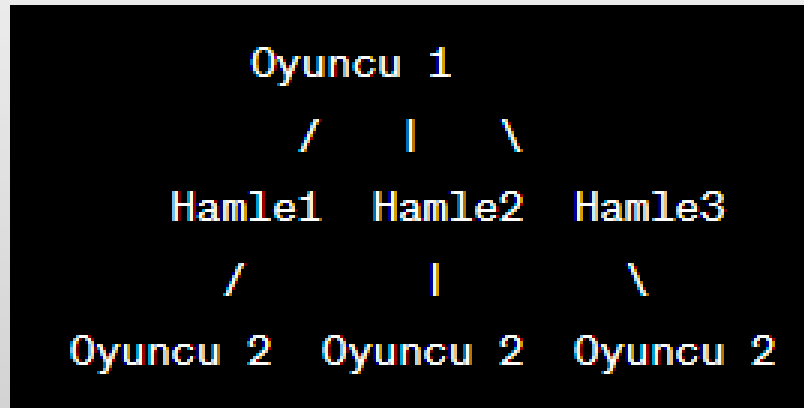 Oyuncu 1
/ | \
Hamle1 Hamle2 Hamle3
/ | \
Oyuncu 2 Oyuncu 2 Oyuncu 2